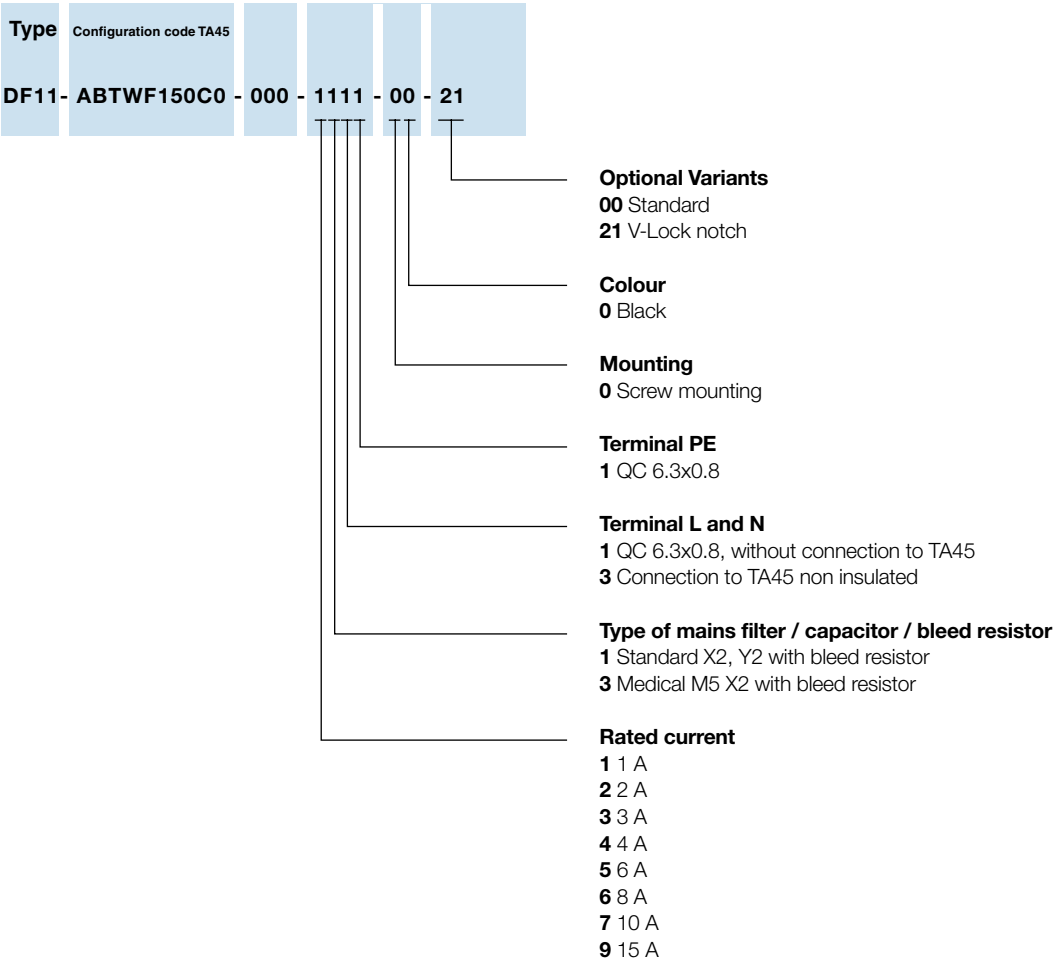 Type Configuration code TA45
DF11- ABTWF150C0 - 000 - 1111 - 00 - 21
Optional Variants
00 Standard
21 V-Lock notch
Colour
0 Black
Mounting
0 Screw mounting
Terminal PE
1 QC 6.3x0.8
Terminal L and N
1 QC 6.3x0.8, without connection to TA45
3 Connection to TA45 non insulated
Type of mains filter / capacitor / bleed resistor
1 Standard X2, Y2 with bleed resistor
3 Medical M5 X2 with bleed resistor
Rated current
1 1 A
2 2 A
3 3 A
4 4 A
5 6 A
6 8 A
7 10 A
9 15 A